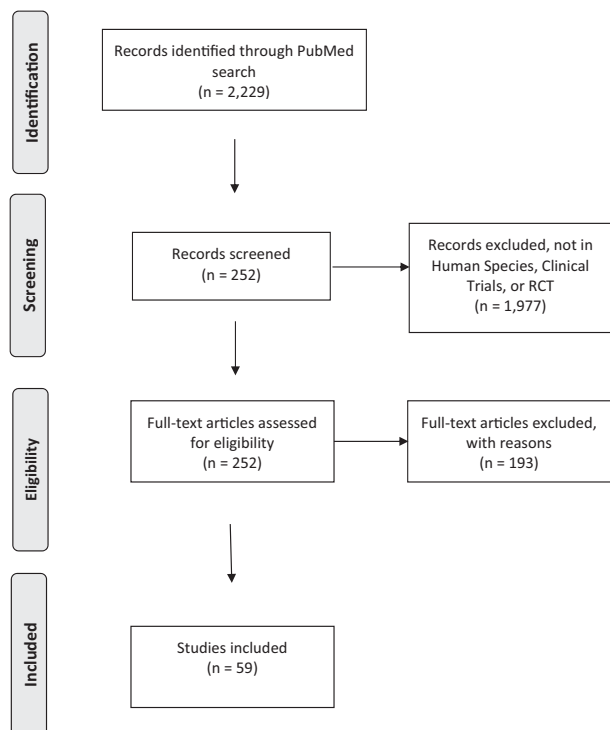 Identification
Records identified through PubMed
search
(n = 2,229)
Screening
Records screened
(n = 252)
Records excluded, not in
Human Species, Clinical
Trials, or RCT
(n = 1,977)
Eligibility
Full-text articles assessed
for eligibility
(n = 252)
Full-text articles excluded,
with reasons
(n = 193)
Included
Studies included
(n = 59)